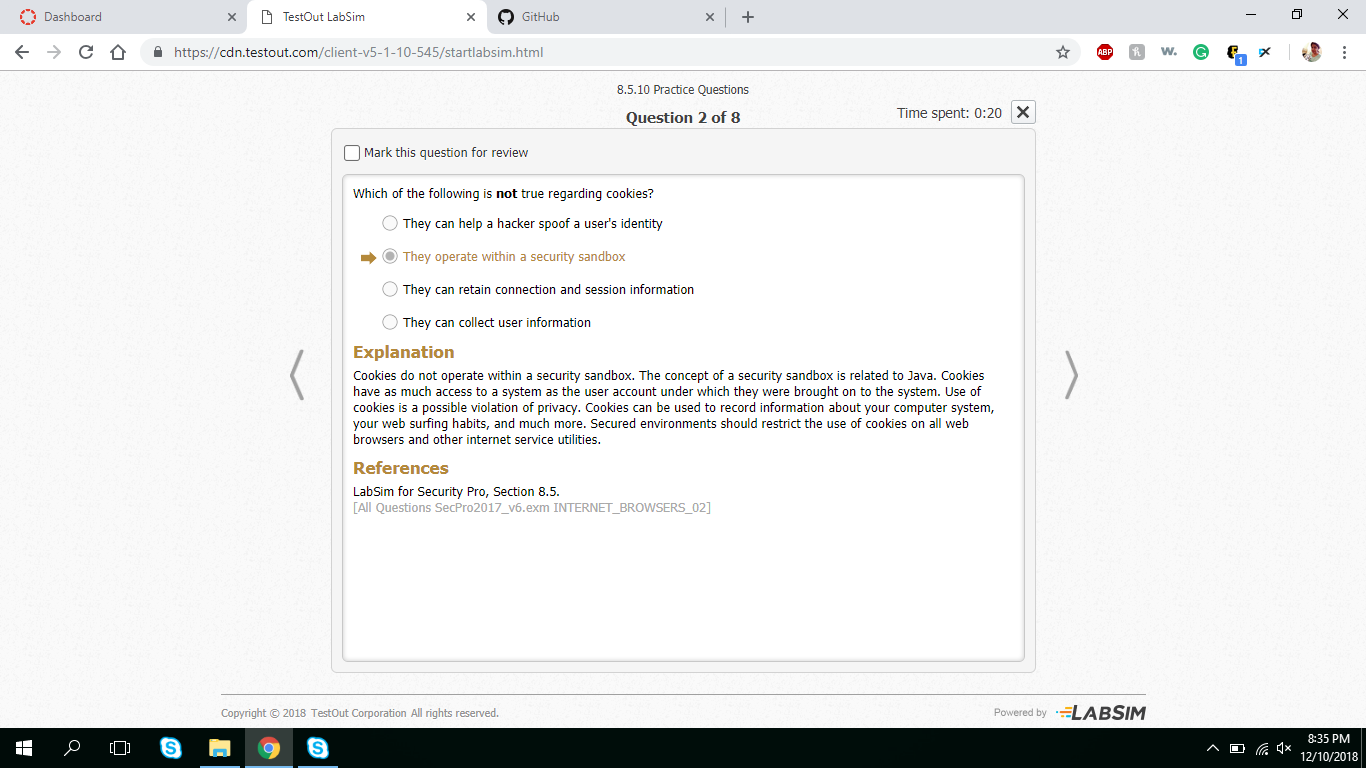 Dashboard
TestOut LabSim
GitHub
https://cdn.testout.com/client-v5-1-10-545/startlabsim.html
ABP
w.
1
8.5.10 Practice Questions
Question 2 of 8
Time spent: 0:20
Mark this question for review
Which of the following is not true regarding cookies?
They can help a hacker spoof a user's identity
They operate within a security sandbox
They can retain connection and session information
They can collect user information
Explanation
Cookies do not operate within a security sandbox. The concept of a security sandbox is related to Java. Cookies
have as much access to a system as the user account under which they were brought on to the system. Use of
cookies is a possible violation of privacy. Cookies can be used to record information about your computer system,
your web surfing habits, and much more. Secured environments should restrict the use of cookies on all web
browsers and other internet service utilities.
References
LabSim for Security Pro, Section 8.5.
[All Questions SecPro2017_v6.exm INTERNET_BROWSERS_02]
Copyright © 2018 TestOut Corporation All rights reserved.
Powered by LABSIM
8:35 PM
12/10/2018